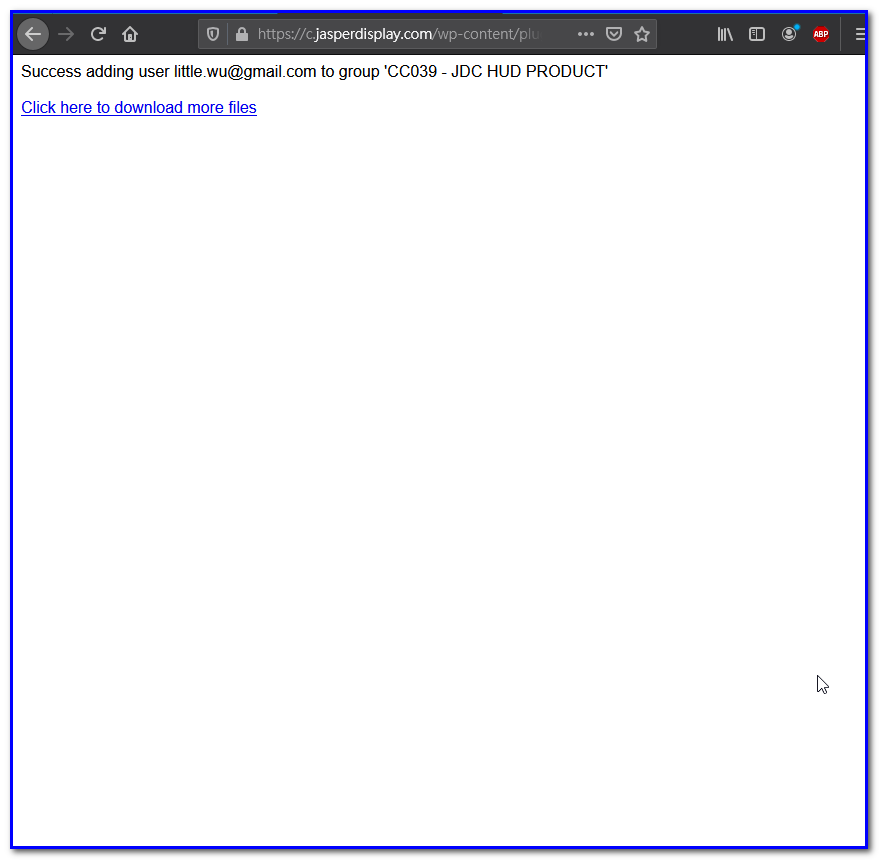 https://c.jasperdisplay.com/wp-content/plu
ABP
Success adding user little.wu@gmail.com to group 'CC039 - JDC HUD PRODUCT'
Click here to download more files